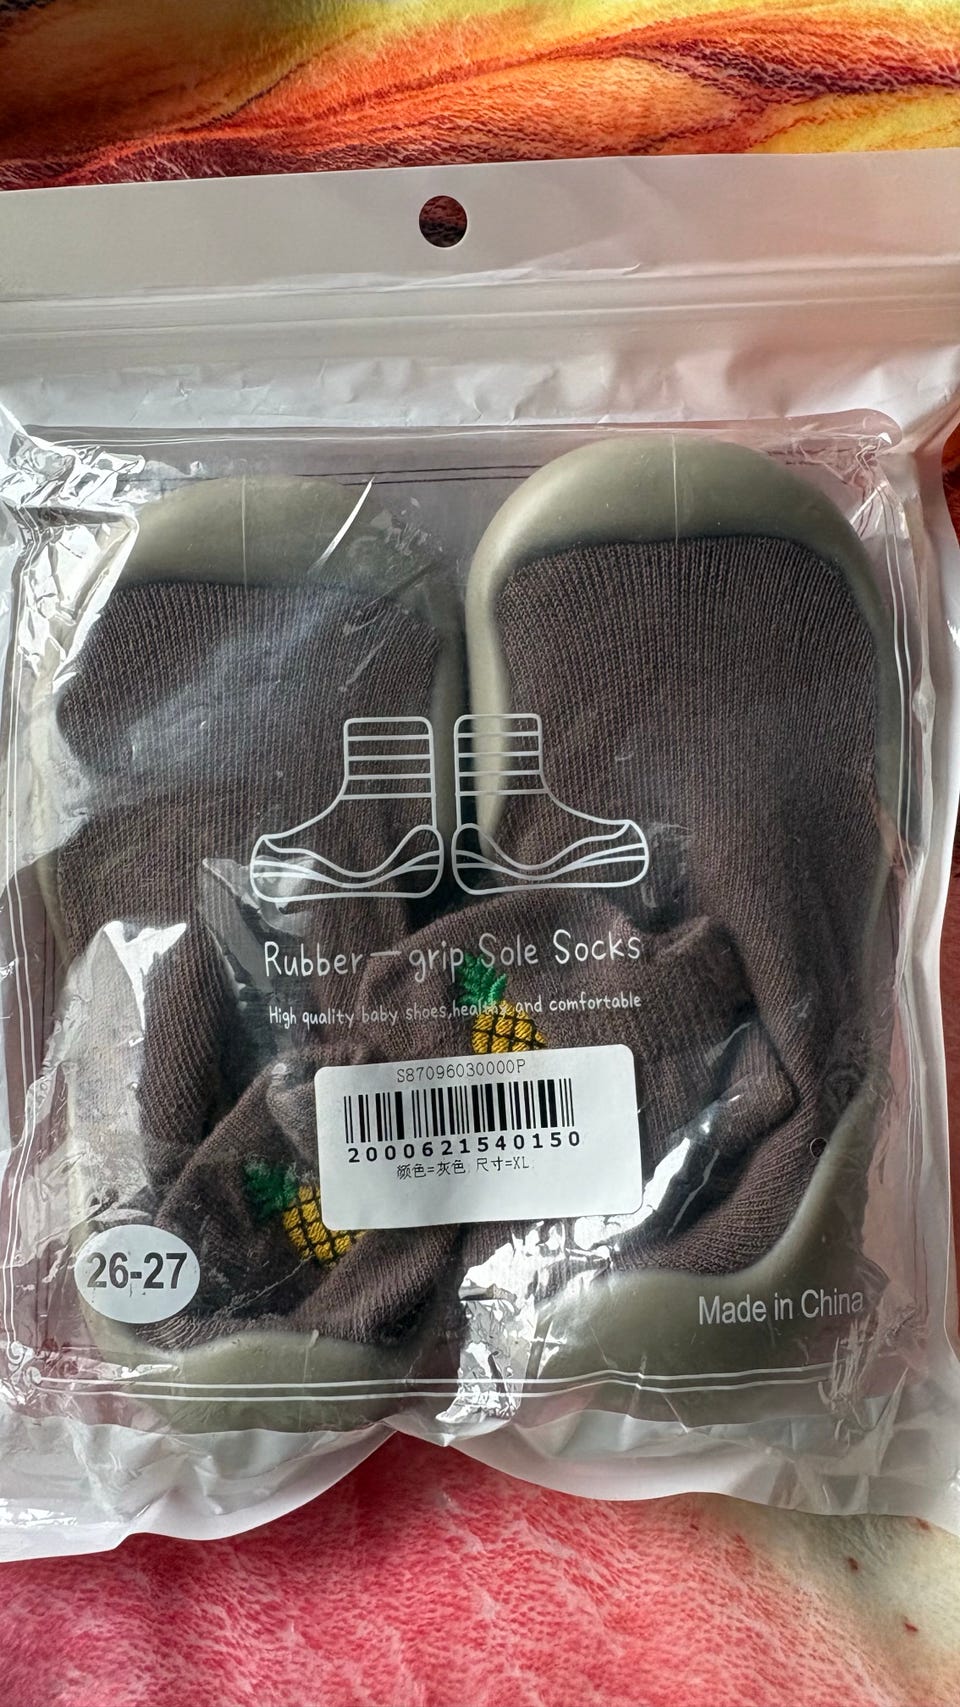 Rubber-grip Sole Socks
High quality baby shoes,healthy and comfortable
S87096030000P
2000621540150
颜色=灰色; 尺寸=XL;
26-27
Made in China